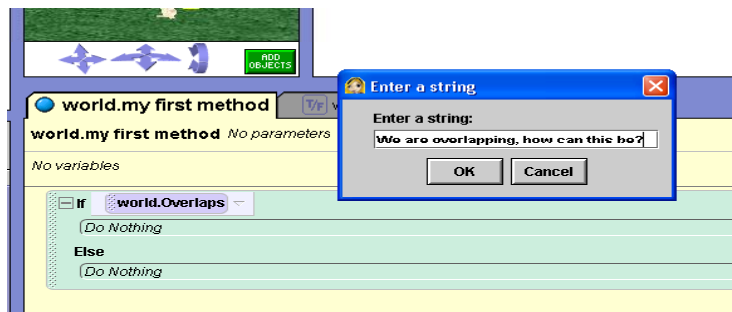 ADD
OBJECTS
Enter a string
world.my first method
T/F
Enter a string:
world.my first method No parameters
We are overlapping, how can this be?
No variables
OK Cancel
If world.Overlaps
(Do Nothing
Else
(Do Nothing